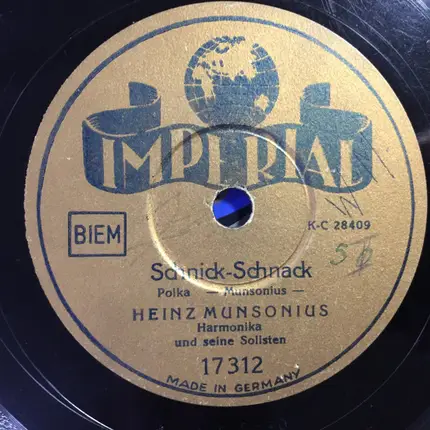 IMPERIAL
K-C 28409
BIEM
Schnick-Schnack
Polka — Munsonius —
HEINZ MUNSONIUS
Harmonika
und seine Solisten
17312
MADE IN GERMANY